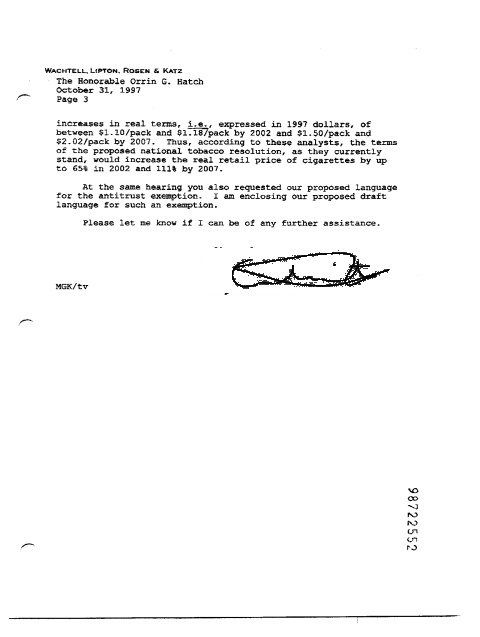 WACHTELL, LIPTON, ROSEN & KATZ
The Honorable Orrin G. Hatch
October 31, 1997
Page 3
increases in real terms, i.e., expressed in 1997 dollars, of
between $1.10/pack and $1.18/pack by 2002 and $1.50/pack and
$2.02/pack by 2007. Thus, according to these analysts, the terms
of the proposed national tobacco resolution, as they currently
stand, would increase the real retail price of cigarettes by up
to 65% in 2002 and 111% by 2007.
At the same hearing you also requested our proposed language
for the antitrust exemption. I am enclosing our proposed draft
language for such an exemption.
Please let me know if I can be of any further assistance.
MGK/tv
98722552